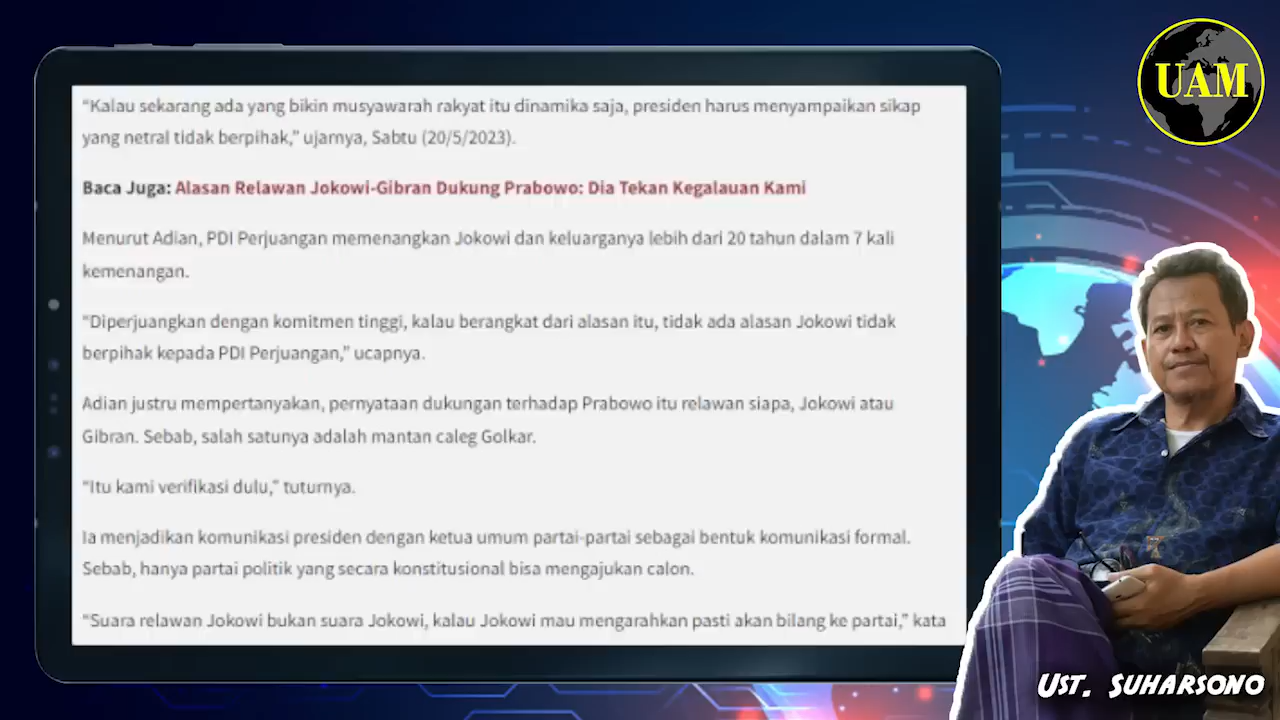 “Kalau sekarang ada yang bikin musyawarah rakyat itu dinamika saja, presiden harus menyampaikan sikap
yang netral tidak berpihak,” ujarnya, Sabtu (20/5/2023).
Baca Juga: Alasan Relawan Jokowi-Gibran Dukung Prabowo: Dia Tekan Kegalauan Kami
Menurut Adian, PDI Perjuangan memenangkan Jokowi dan keluarganya lebih dari 20 tahun dalam 7 kali
kemenangan.
“Diperjuangkan dengan komitmen tinggi, kalau berangkat dari alasan itu, tidak ada alasan Jokowi tidak
berpihak kepada PDI Perjuangan,” ucapnya.
Adian justru mempertanyakan, pernyataan dukungan terhadap Prabowo itu relawan siapa, Jokowi atau
Gibran. Sebab, salah satunya adalah mantan caleg Golkar.
“Itu kami verifikasi dulu,” tuturnya.
Ia menjadikan komunikasi presiden dengan ketua umum partai-partai sebagai bentuk komunikasi formal.
Sebab, hanya partai politik yang secara konstitusional bisa mengajukan calon.
“Suara relawan Jokowi bukan suara Jokowi, kalau Jokowi mau mengarahkan pasti akan bilang ke partai,” kata
UAM
UST. SUHARSONO